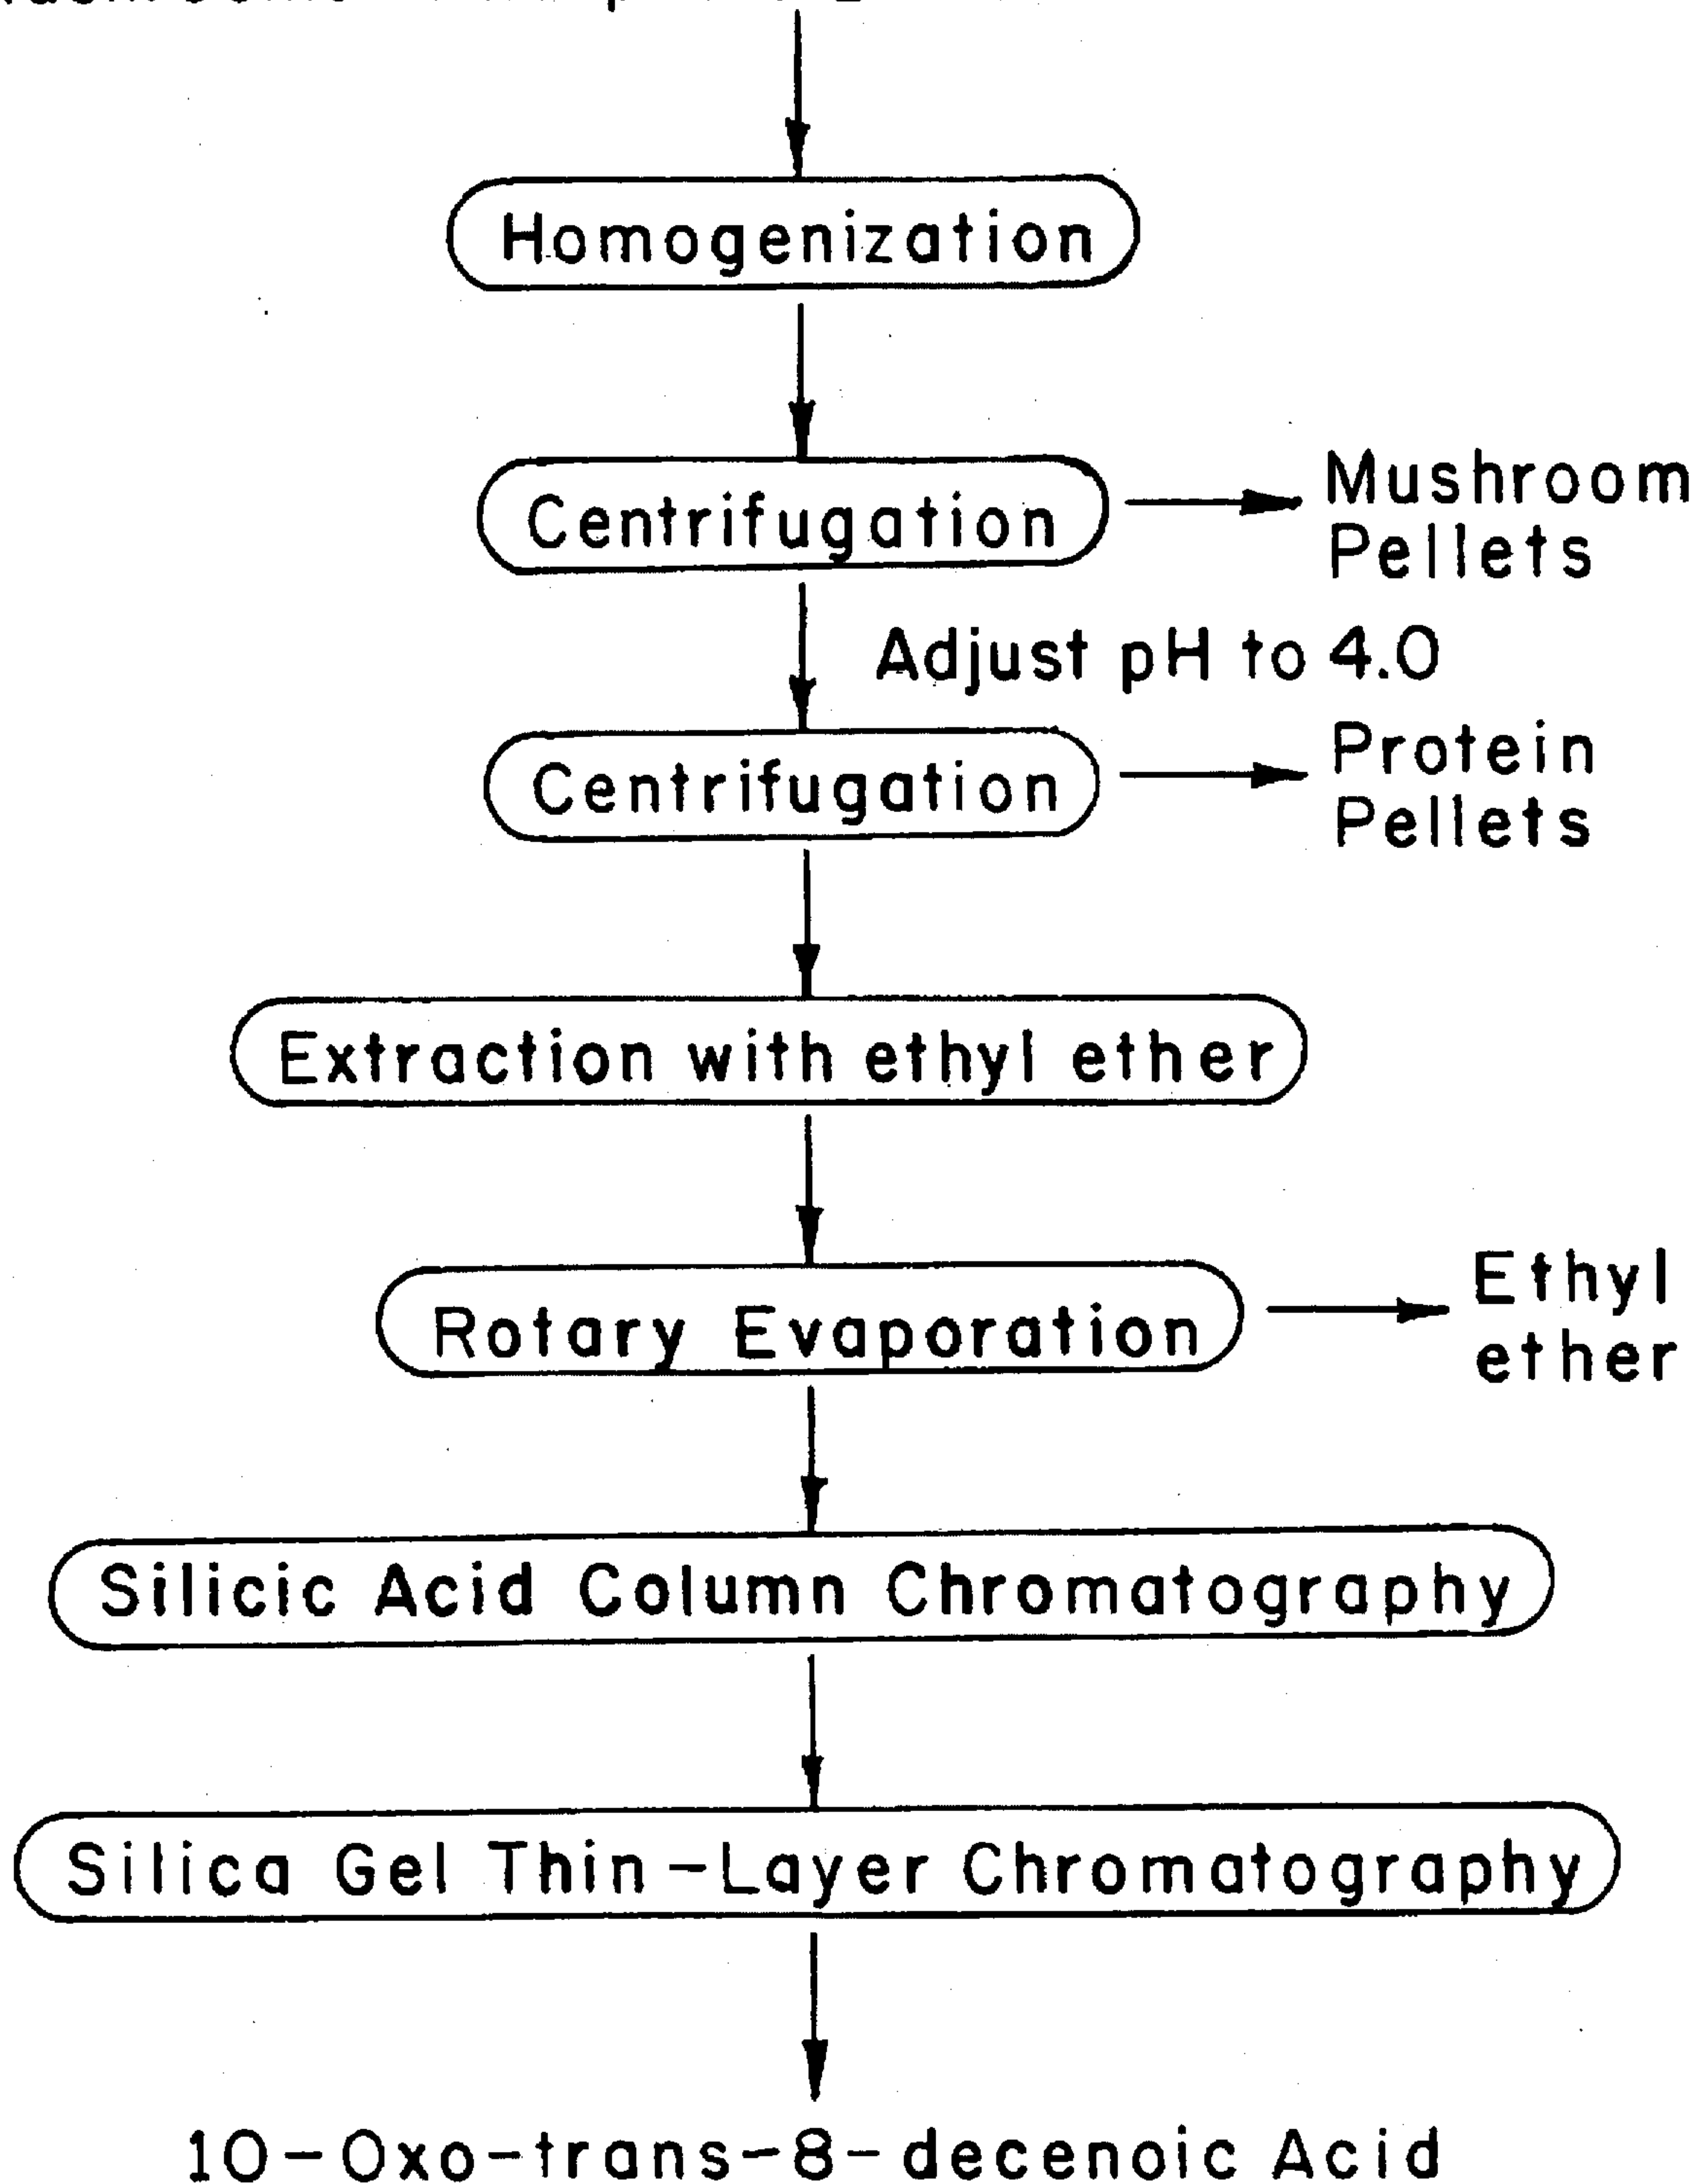 Homogenization
Centrifugation
Mushroom
Pellets
Adjust pH to 4.0
Centrifugation
Protein
Pellets
Extraction with ethyl ether
Rotary Evaporation
Ethyl
ether
Silicic Acid Column Chromatography
Silica Gel Thin-Layer Chromatography
10-Oxo-trans-8-decenoic Acid